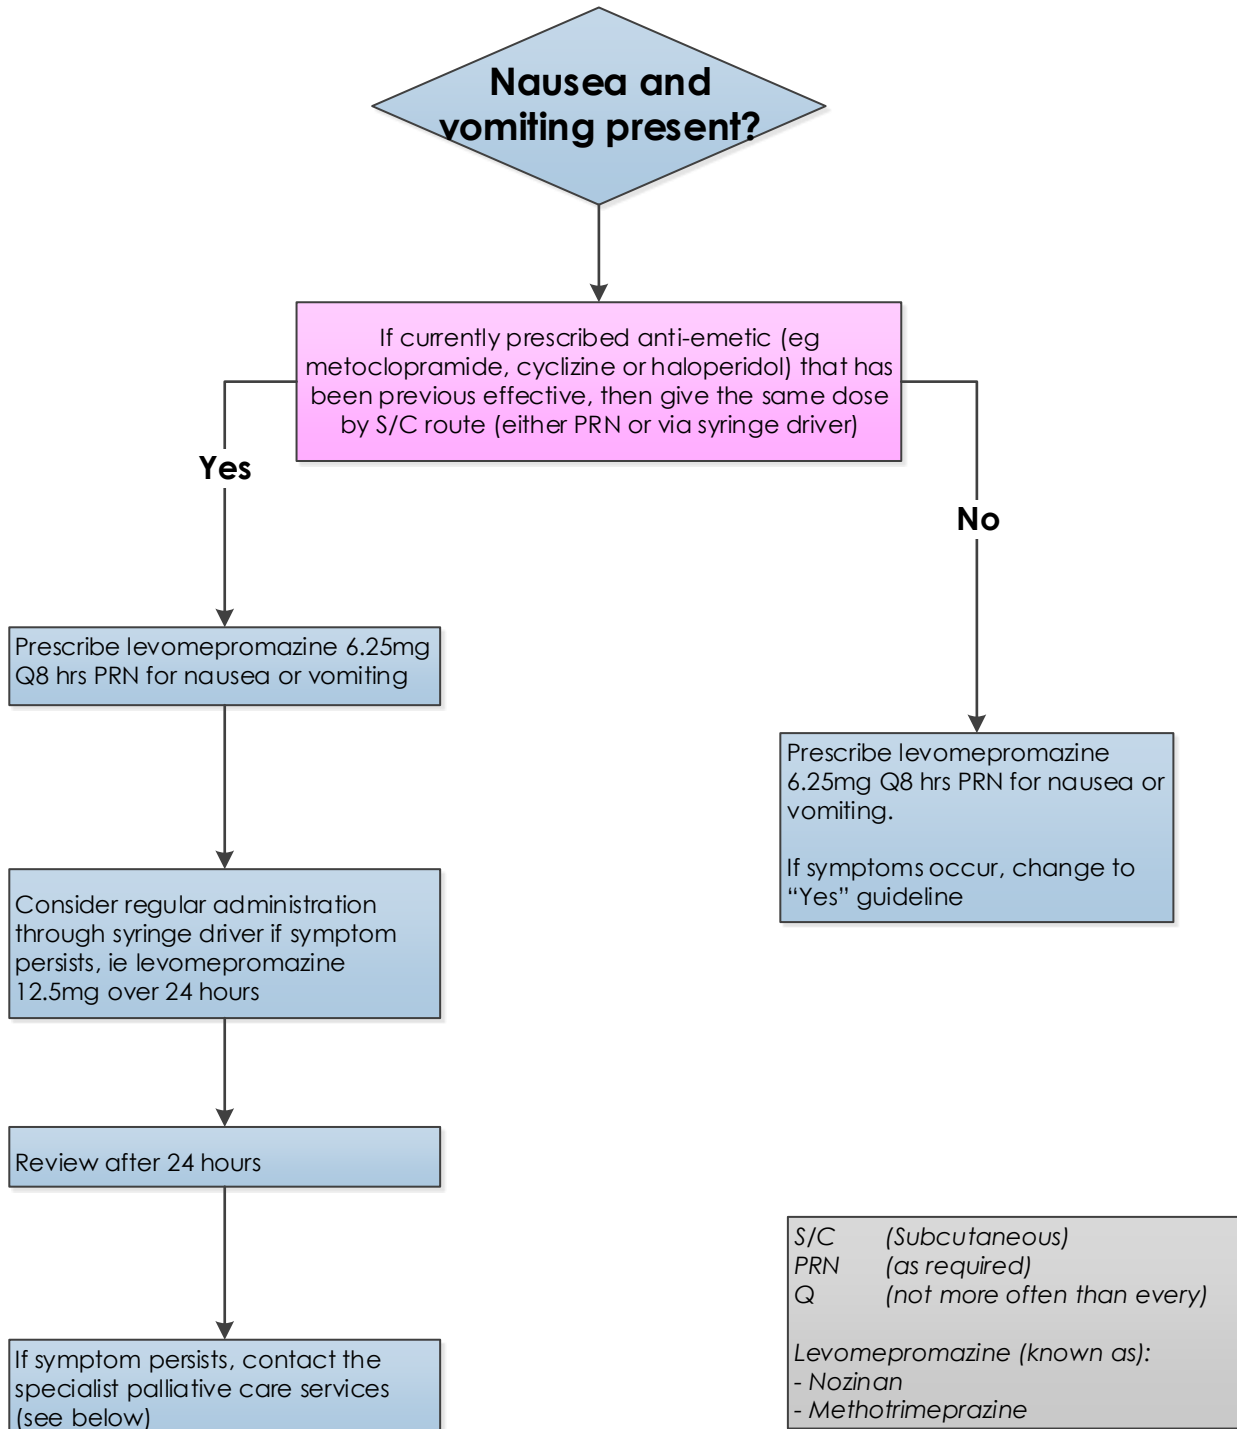 Nausea and
vomiting present?
If currently prescribed anti-emetic (eg
metoclopramide, cyclizine or haloperidol) that has
been previous effective, then give the same dose
by S/C route (either PRN or via syringe driver)
Yes
No
Prescribe levomepromazine 6.25mg
Q8 hrs PRN for nausea or vomiting
Prescribe levomepromazine
6.25mg Q8 hrs PRN for nausea or
vomiting.
If symptoms occur, change to
“Yes” guideline
Consider regular administration
through syringe driver if symptom
persists, ie levomepromazine
12.5mg over 24 hours
Review after 24 hours
If symptom persists, contact the
specialist palliative care services
(see below)
S/C (Subcutaneous)
PRN (as required)
Q (not more often than every)
Levomepromazine (known as):
- Nozinan
- Methotrimeprazine